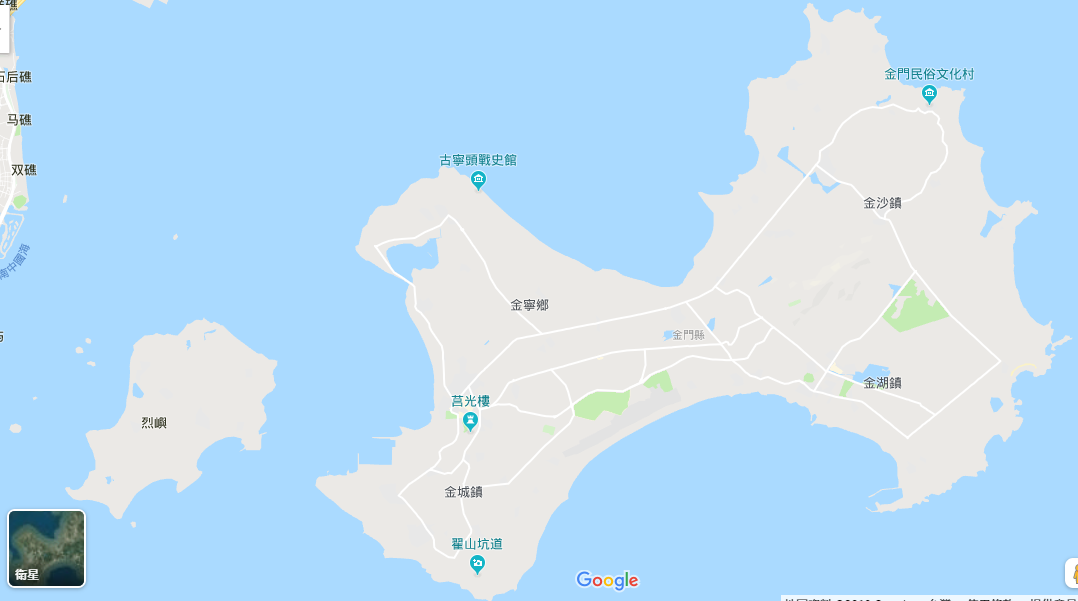 金門民俗文化村
石后礁
马礁
古寧頭戰史館
双礁
金沙鎮
南中國海
金寧鄉
金門縣
金湖鎮
莒光樓
烈嶼
金城鎮
翟山坑道
衛星
Google